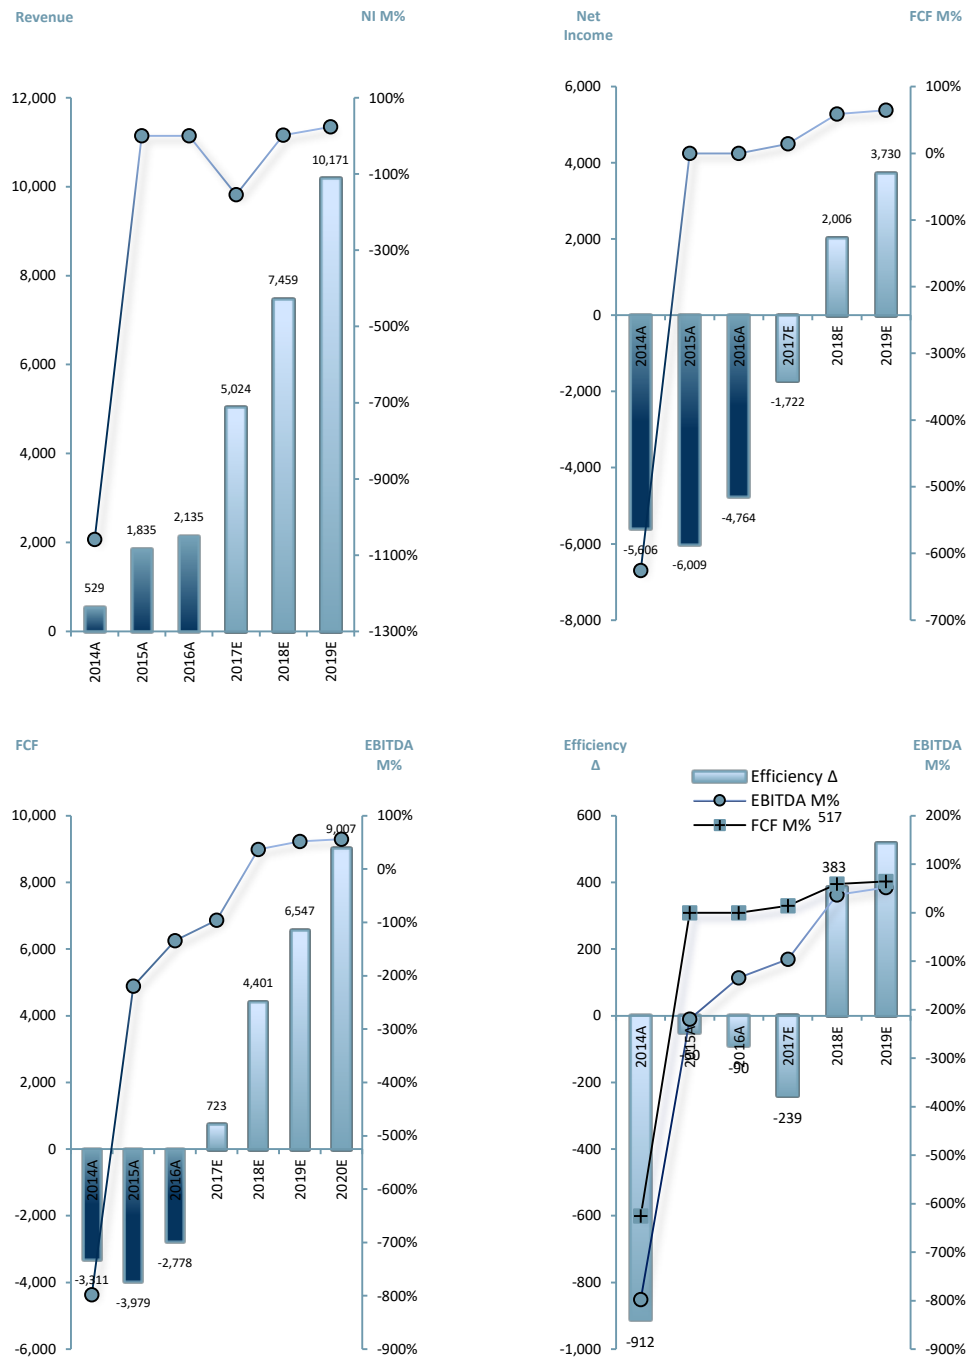 Revenue
NI M%
12,000
10,000
8,000
6,000
4,000
2,000
0
100%
-100%
-300%
-500%
-700%
-900%
-1100%
-1300%
529
1,835
2,135
5,024
7,459
10,171
2014A
2015A
2016A
2017E
2018E
2019E
Net
Income
FCF M%
6,000
4,000
2,000
0
-2,000
-4,000
-6,000
-8,000
100%
0%
-100%
-200%
-300%
-400%
-500%
-600%
-700%
-5,606
-6,009
-4,764
-1,722
2,006
3,730
2014A
2015A
2016A
2017E
2018E
2019E
FCF
EBITDA
M%
10,000
8,000
6,000
4,000
2,000
0
-2,000
-4,000
-6,000
100%
0%
-100%
-200%
-300%
-400%
-500%
-600%
-700%
-800%
-900%
-3,311
-3,979
-2,778
723
4,401
6,547
9,007
2014A
2015A
2016A
2017E
2018E
2019E
2020E
Efficiency
Δ
EBITDA
M%
Efficiency Δ
EBITDA M%
FCF M%
600
400
200
0
-200
-400
-600
-800
-1,000
200%
100%
0%
-100%
-200%
-300%
-400%
-500%
-600%
-700%
-800%
-900%
-912
-60
-90
-239
383
517
2014A
2015A
2016A
2017E
2018E
2019E